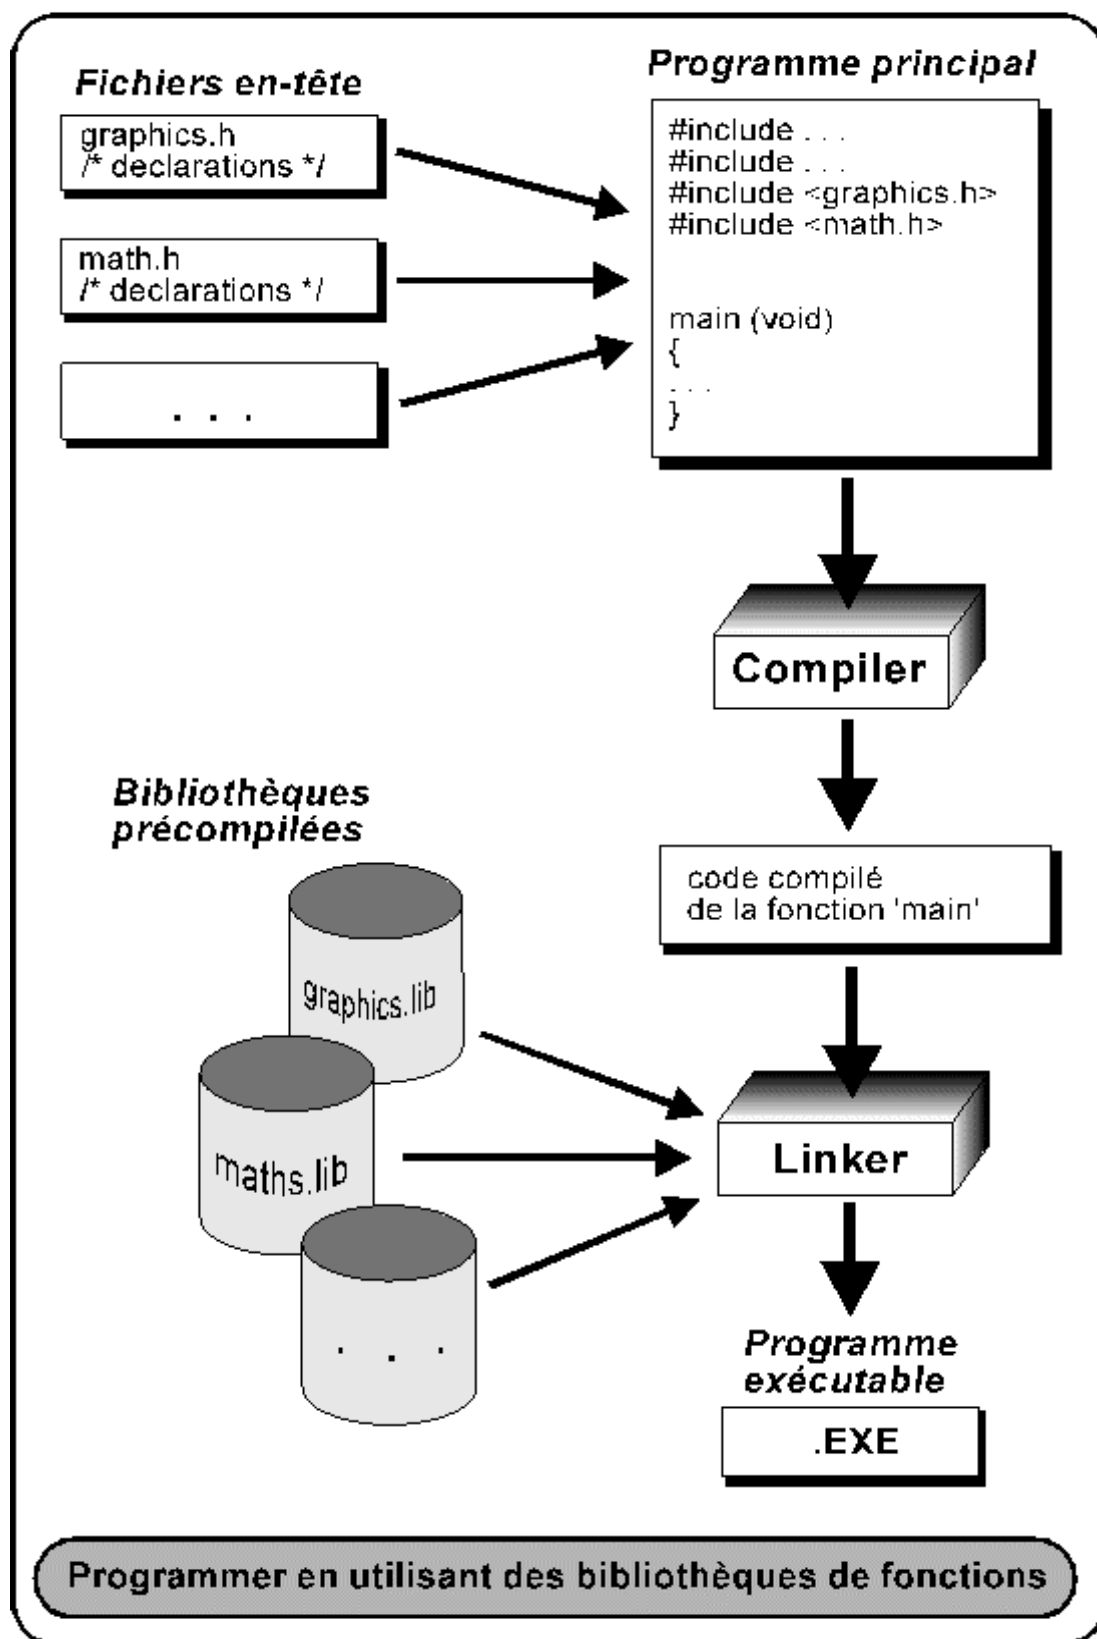 Fichiers en-tête
graphics.h
/* declarations */
math.h
/* declarations */
. . .
Programme principal
#include . . .
#include . . .
#include <graphics.h>
#include <math.h>
main (void)
{
. . .
}
Compiler
code compilé
de la fonction 'main'
Bibliothèques
précompilées
graphics.lib
maths.lib
. . .
Linker
Programme
exécutable
.EXE
Programmer en utilisant des bibliothèques de fonctions